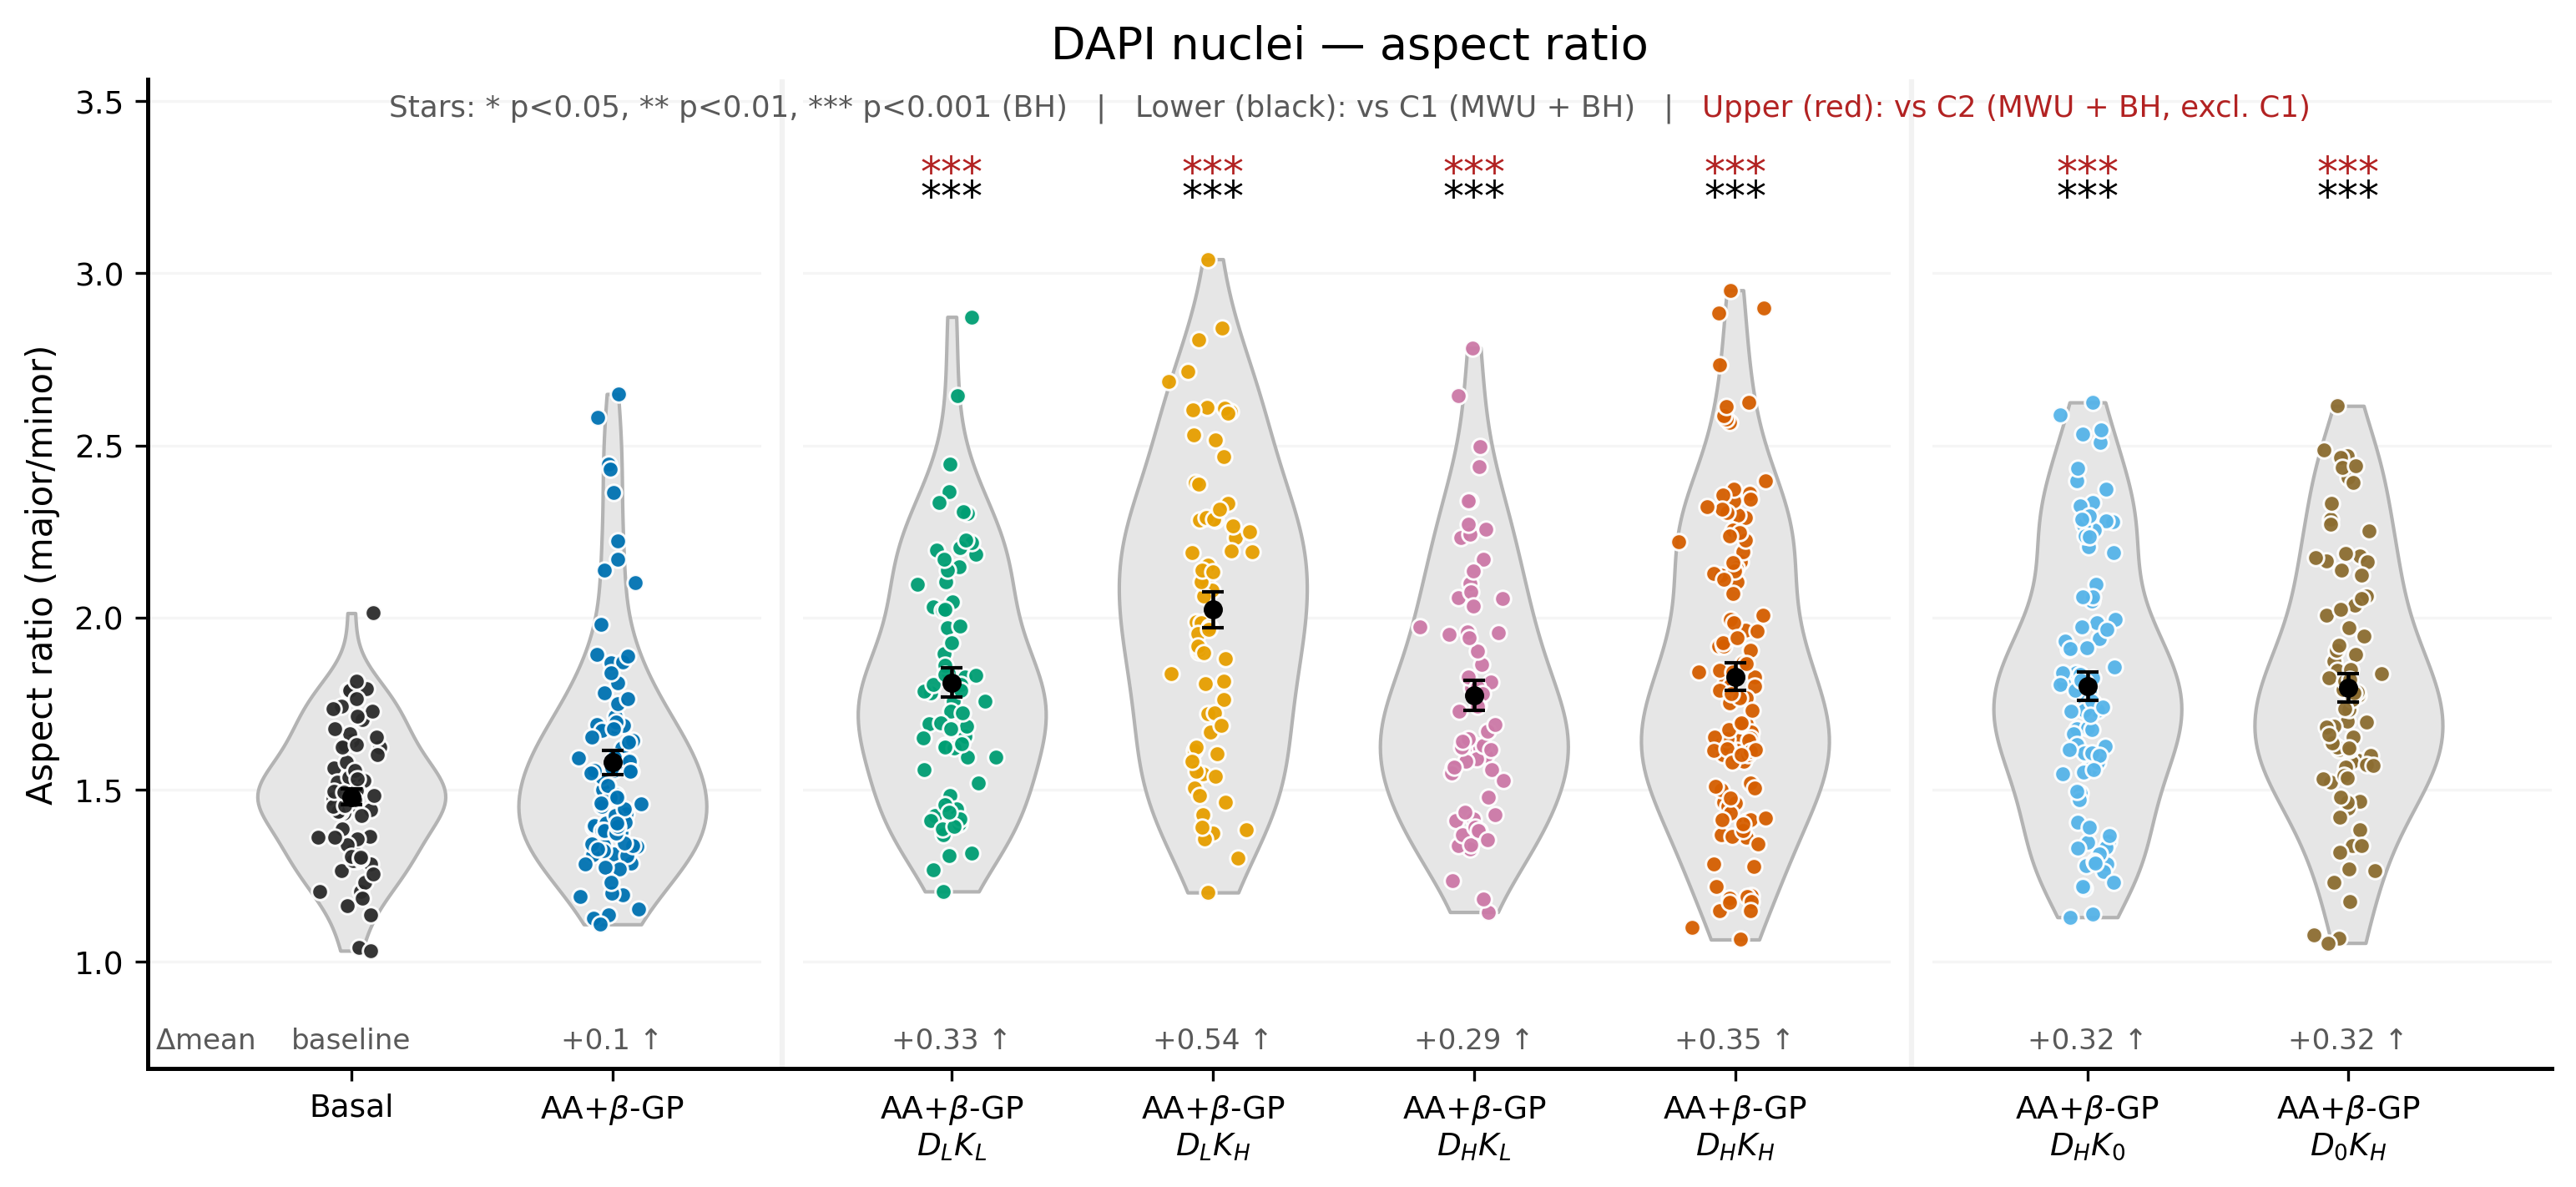 DAPI nuclei — aspect ratio
Stars: * p<0.05, ** p<0.01, *** p<0.001 (BH) | Lower (black): vs C1 (MWU + BH) | Upper (red): vs C2 (MWU + BH, excl. C1)
*** *** *** *** *** ***
*** *** *** *** *** ***
Aspect ratio (major/minor)
3.5
3.0
2.5
2.0
1.5
1.0
Δmean baseline +0.1 ↑ +0.33 ↑ +0.54 ↑ +0.29 ↑ +0.35 ↑ +0.32 ↑ +0.32 ↑
Basal AA+β-GP AA+β-GP AA+β-GP AA+β-GP AA+β-GP AA+β-GP AA+β-GP
D_LK_L D_LK_H D_HK_L D_HK_H D_HK_0 D_0K_H